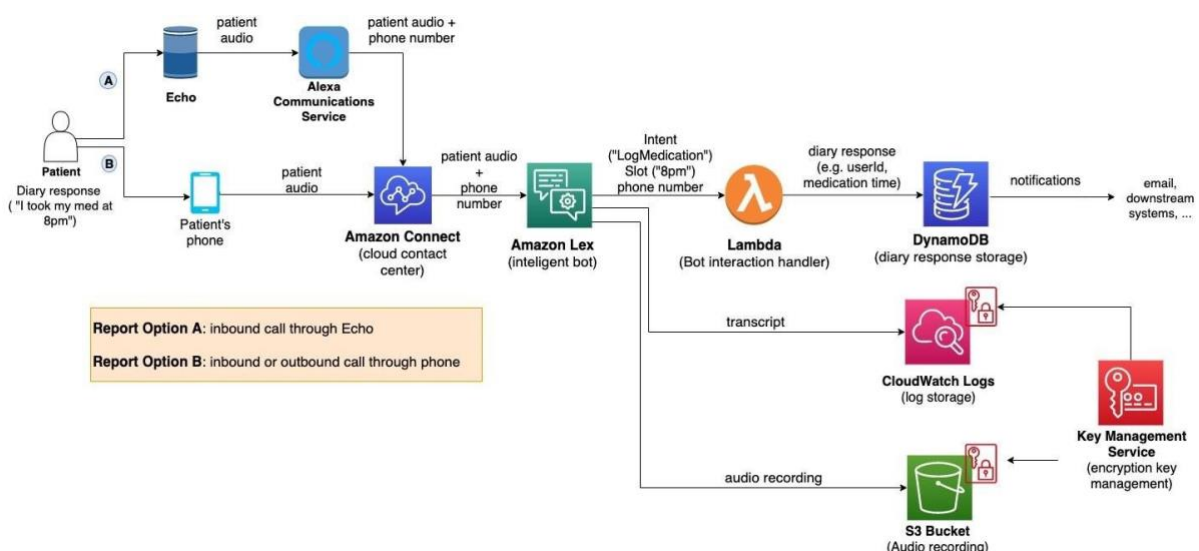 patient
audio
patient audio +
phone number
A
Echo
Alexa
Communications
Service
B
Patient
Diary response
( "I took my med at
8pm")
Patient's
phone
patient
audio
Amazon Connect
(cloud contact
center)
patient audio
+
phone
number
Amazon Lex
(inteligent bot)
Intent
("LogMedication")
Slot ("8pm")
phone number
Lambda
(Bot interaction handler)
diary response
(e.g. userId,
medication time)
DynamoDB
(diary response storage)
notifications
email,
downstream
systems, ...
Report Option A: inbound call through Echo
Report Option B: inbound or outbound call through phone
transcript
CloudWatch Logs
(log storage)
Key Management
Service
(encryption key
management)
audio recording
S3 Bucket
(Audio recording)